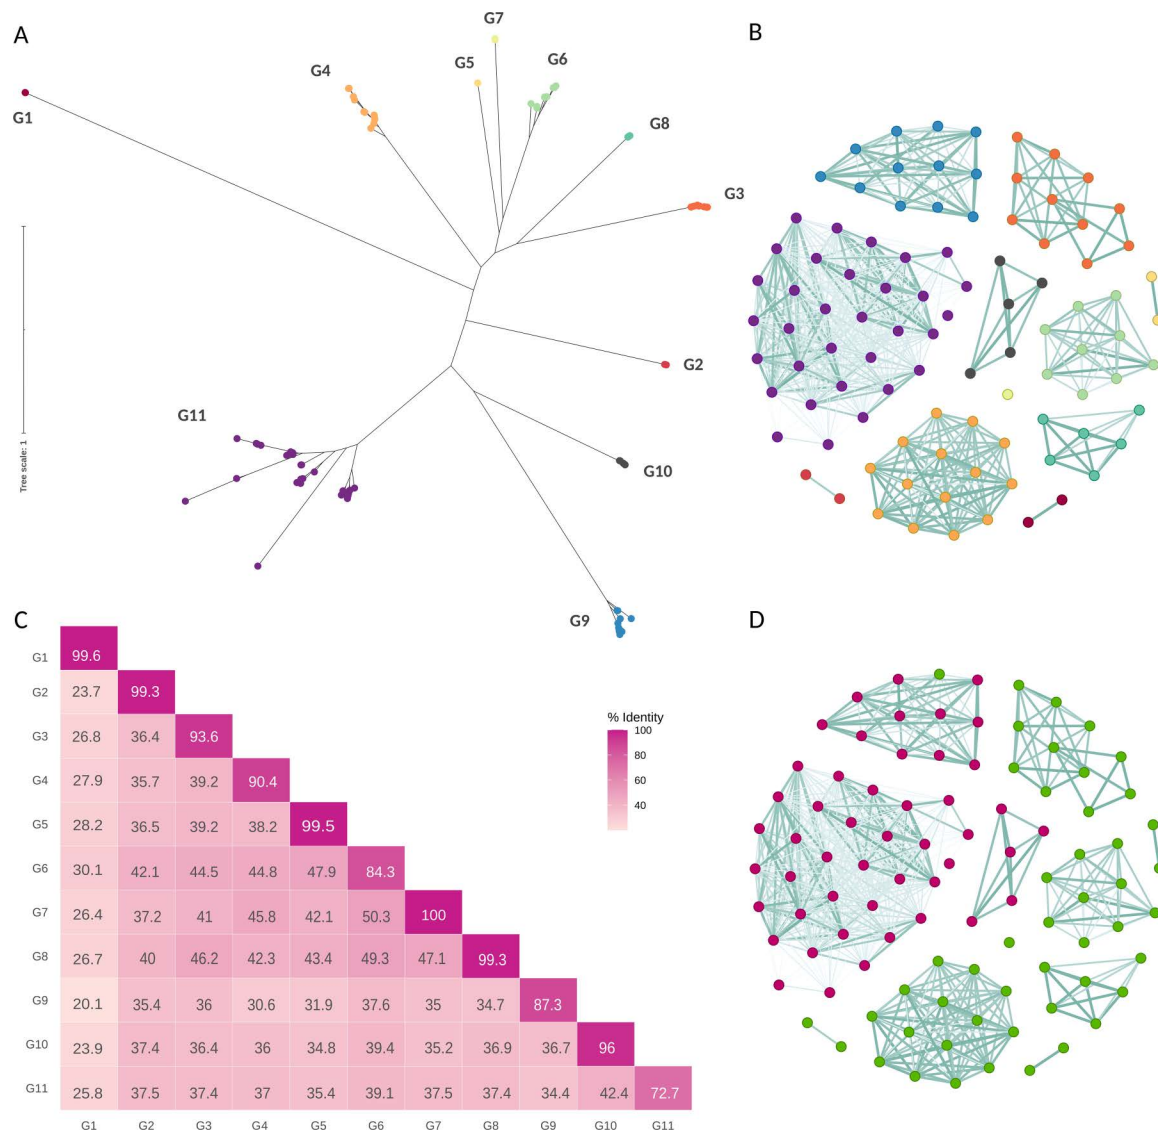 A
B
G7
G6
G5
G4
G1
G8
G3
G2
G11
G10
G9
Tree scale: 1
C
D
% Identity
100
80
60
40
G1 99.6
G2 23.7 99.3
G3 26.8 36.4 93.6
G4 27.9 35.7 39.2 90.4
G5 28.2 36.5 39.2 38.2 99.5
G6 30.1 42.1 44.5 44.8 47.9 84.3
G7 26.4 37.2 41 45.8 42.1 50.3 100
G8 26.7 40 46.2 42.3 43.4 49.3 47.1 99.3
G9 20.1 35.4 36 30.6 31.9 37.6 35 34.7 87.3
G10 23.9 37.4 36.4 36 34.8 39.4 35.2 36.9 36.7 96
G11 25.8 37.5 37.4 37 35.4 39.1 37.5 37.4 34.4 42.4 72.7
G1 G2 G3 G4 G5 G6 G7 G8 G9 G10 G11